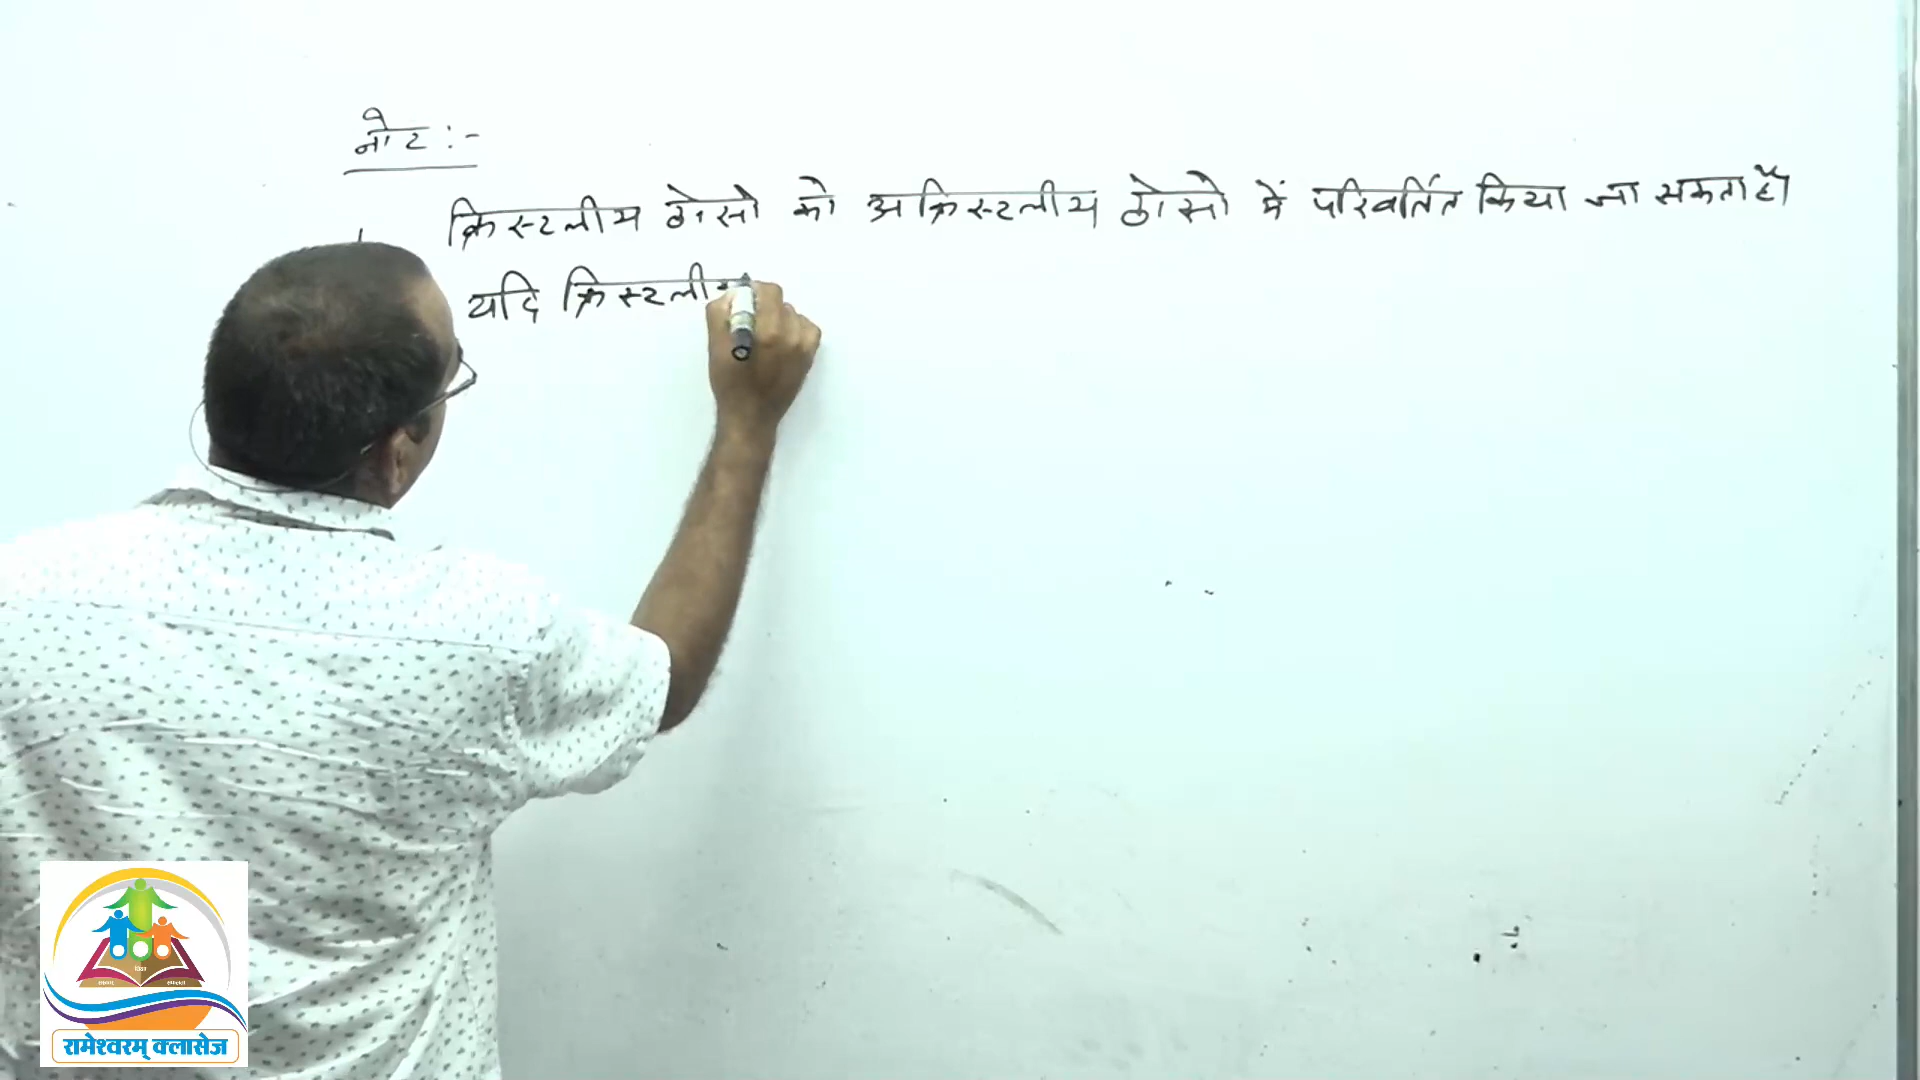 नोट :-
क्रिस्टलीय ठोसो को अक्रिस्टलीय ठोसो में परिवर्तित किया जा सकता है।
यदि क्रिस्टलीय
रामेश्वरम् क्लासेज